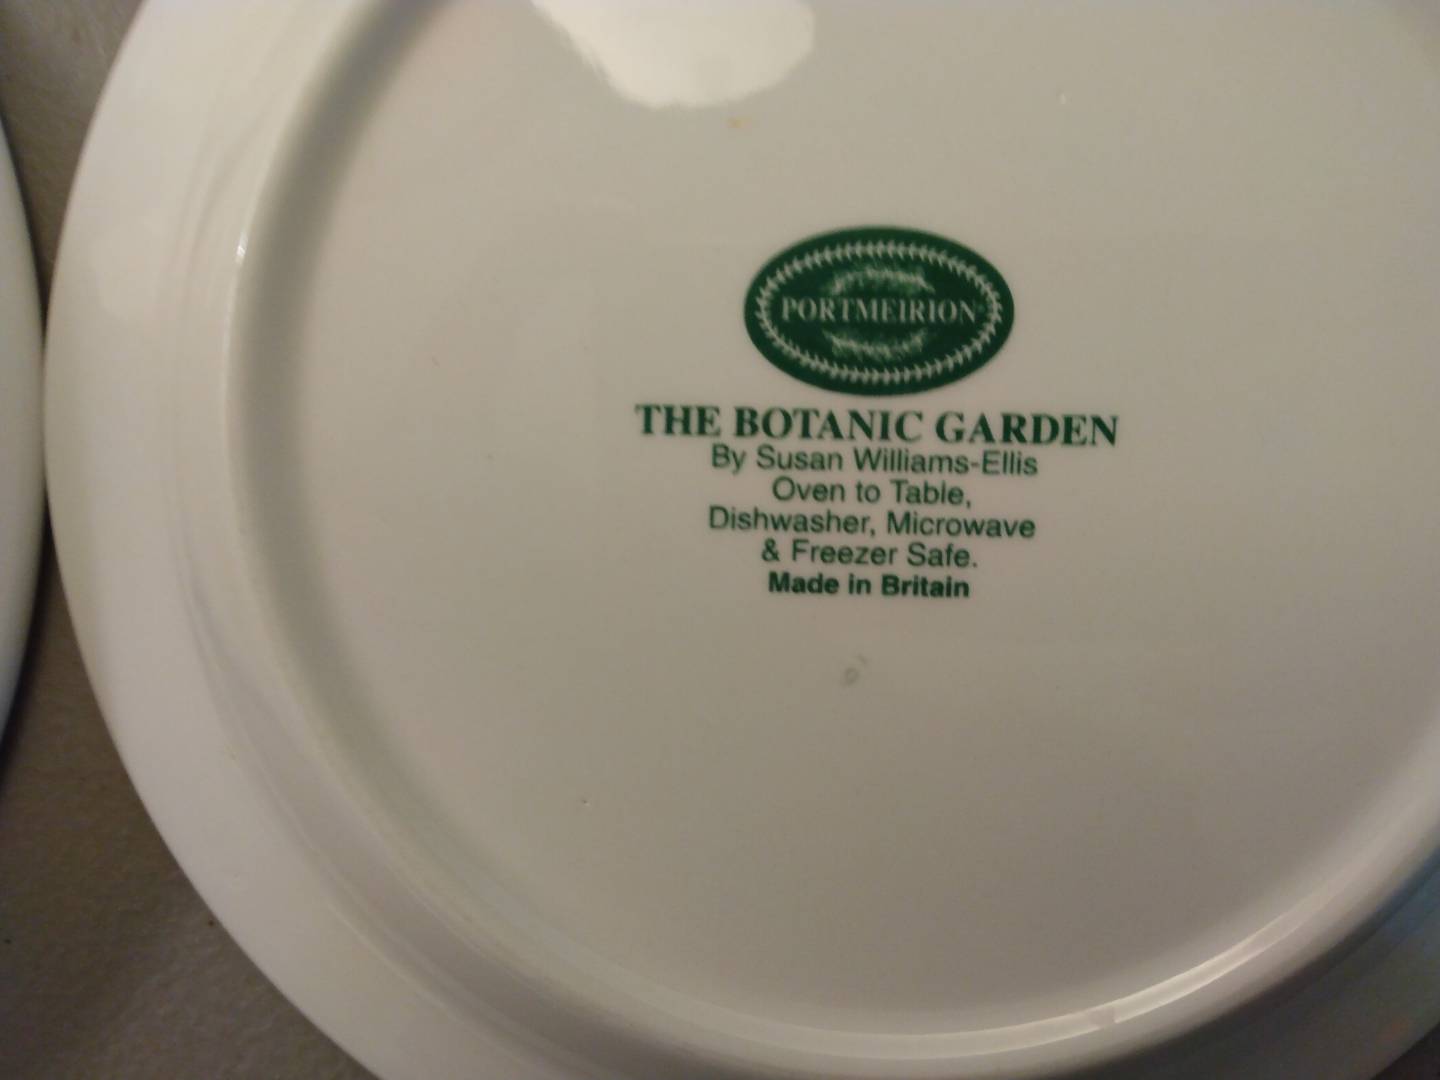 PORTMEIRION
THE BOTANIC GARDEN
By Susan Williams-Ellis
Oven to Table,
Dishwasher, Microwave
& Freezer Safe.
Made in Britain